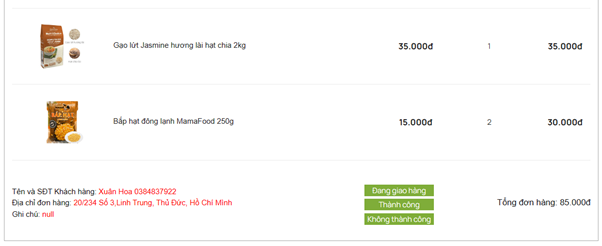 Gạo lứt Jasmine hương lài hạt chia 2kg 35.000đ 1 35.000đ
Bắp hạt đông lạnh MamaFood 250g 15.000đ 2 30.000đ
Tên và SĐT Khách hàng: Xuân Hoa 0384837922
Địa chỉ đơn hàng: 20/234 Số 3,Linh Trung, Thủ Đức, Hồ Chí Minh
Ghi chú: null
Đang giao hàng
Thành công
Không thành công
Tổng đơn hàng: 85.000đ